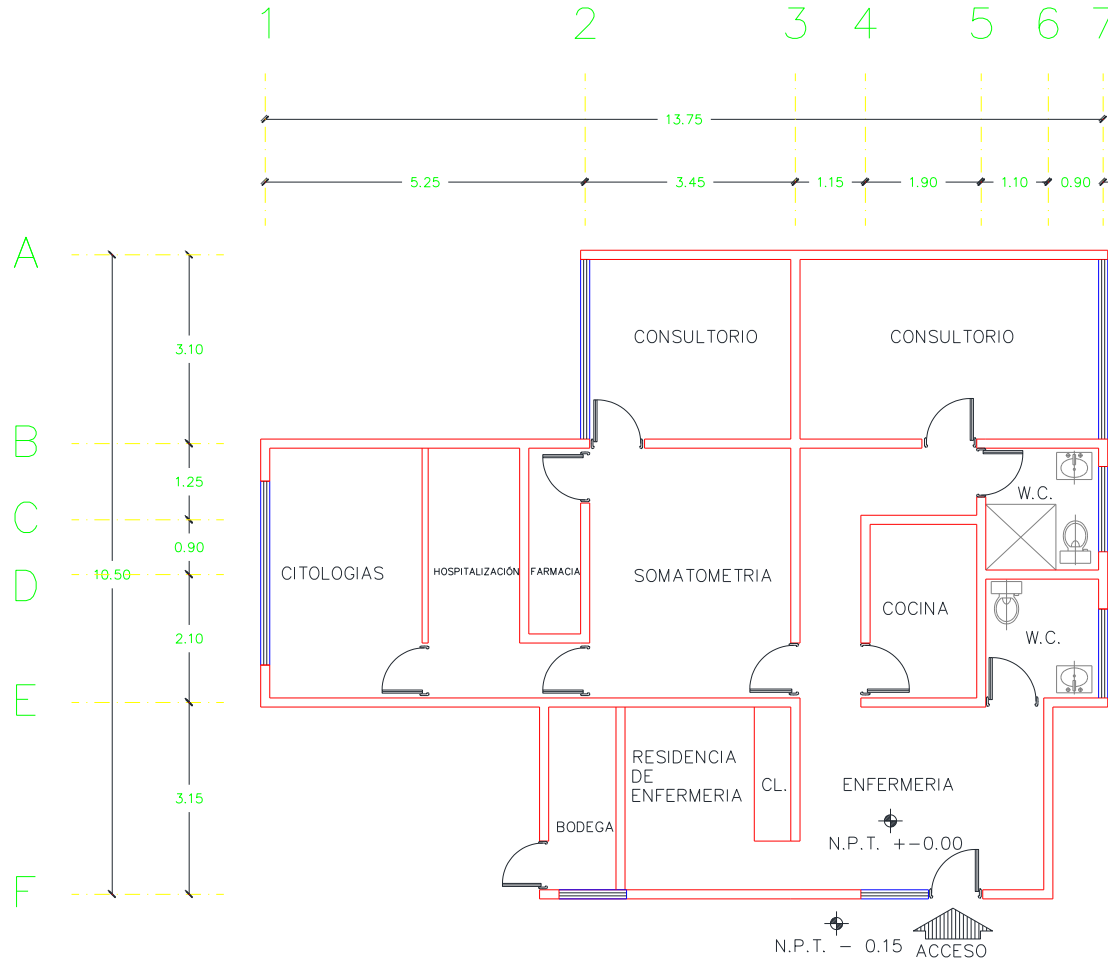 1 2 3 4 5 6 7
13.75
5.25 3.45 1.15 1.90 1.10 0.90
A
3.10
CONSULTORIO CONSULTORIO
B
1.25
W.C.
C
0.90
10.50
D
CITOLOGIAS HOSPITALIZACIÓN FARMACIA SOMATOMETRIA
COCINA
2.10
W.C.
E
RESIDENCIA
DE
ENFERMERIA
CL.
ENFERMERIA
3.15
BODEGA
N.P.T. +-0.00
F
N.P.T. - 0.15
ACCESO